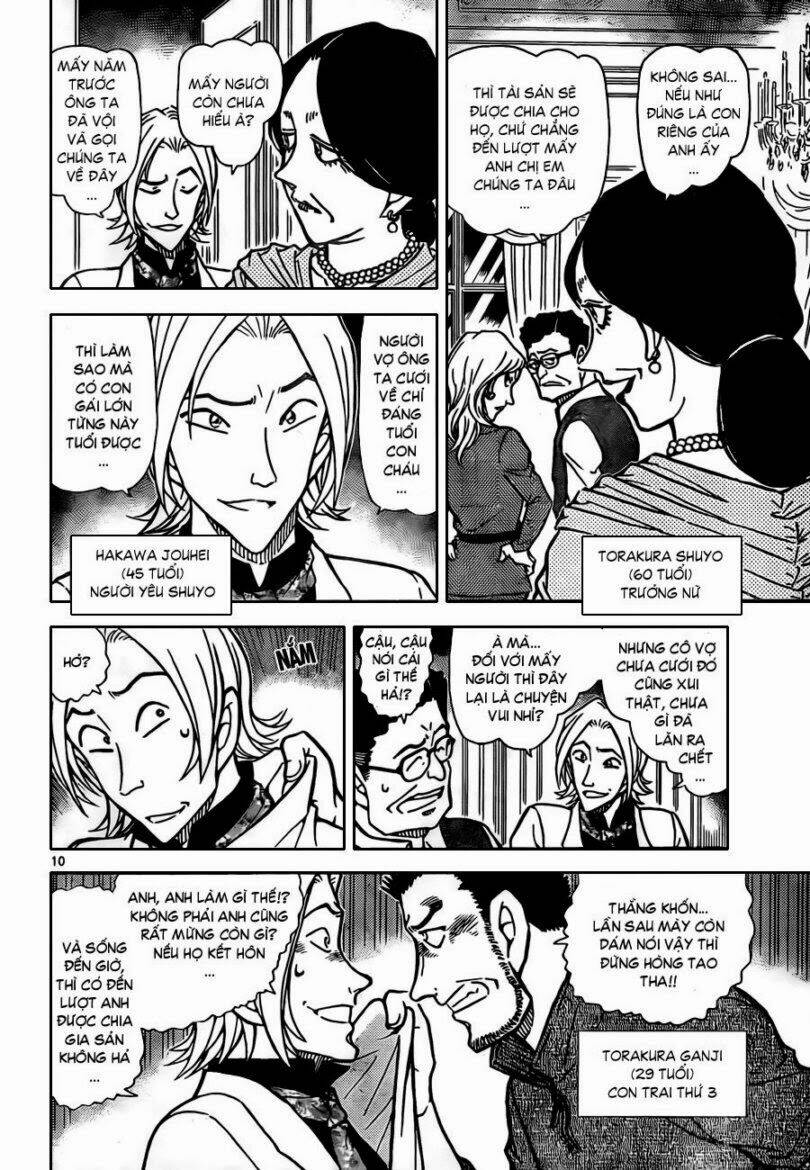 KHÔNG SAI...
NẾU NHƯ
ĐÚNG LÀ CON
RIÊNG CỦA
ANH ẤY
...
THÌ TÀI SẢN SẼ
ĐƯỢC CHIA CHO
HỌ, CHỨ CHẲNG
ĐẾN LƯỢT MẤY
ANH CHỊ EM
CHÚNG TA ĐÂU
...
TORAKURA SHUYO
(60 TUỔI)
TRƯỞNG NỮ
MẤY NGƯỜI
CÒN CHƯA
HIỂU À?
MẤY NĂM
TRƯỚC
ÔNG TA
ĐÃ VỘI
VÃ GỌI
CHÚNG TA
VỀ ĐÂY
...
NGƯỜI
VỢ ÔNG
TA CƯỚI
VỀ CHỈ
ĐÁNG
TUỔI
CON
CHÁU
...
THÌ LÀM
SAO MÀ
CÓ CON
GÁI LỚN
TỪNG NÀY
TUỔI ĐƯỢC
...
HAKAWA JOUHEI
(45 TUỔI)
NGƯỜI YÊU SHUYO
NHƯNG CÔ VỢ
CHƯA CƯỚI ĐÓ
CŨNG XUI
THẬT, CHƯA
GÌ ĐÃ
LĂN RA
CHẾT
...
À MÀ...
ĐỐI VỚI MẤY
NGƯỜI THÌ ĐÂY
LẠI LÀ CHUYỆN
VUI NHỈ?
CẬU, CẬU
NÓI CÁI
GÌ THẾ
HẢ!?
NẮM
HỞ?
10
THẰNG KHỐN...
LẦN SAU MÀY CÒN
DÁM NÓI VẬY THÌ
ĐỪNG HÒNG TAO
THA!!
TORAKURA GANJI
(29 TUỔI)
CON TRAI THỨ 3
ANH, ANH LÀM GÌ THẾ!?
KHÔNG PHẢI ANH CŨNG
RẤT MỪNG CÒN GÌ?
NẾU HỌ KẾT HÔN
...
VÀ SỐNG
ĐẾN GIỜ,
THÌ CÓ ĐẾN
LƯỢT ANH
ĐƯỢC CHIA
GIA SẢN
KHÔNG HẢ
...